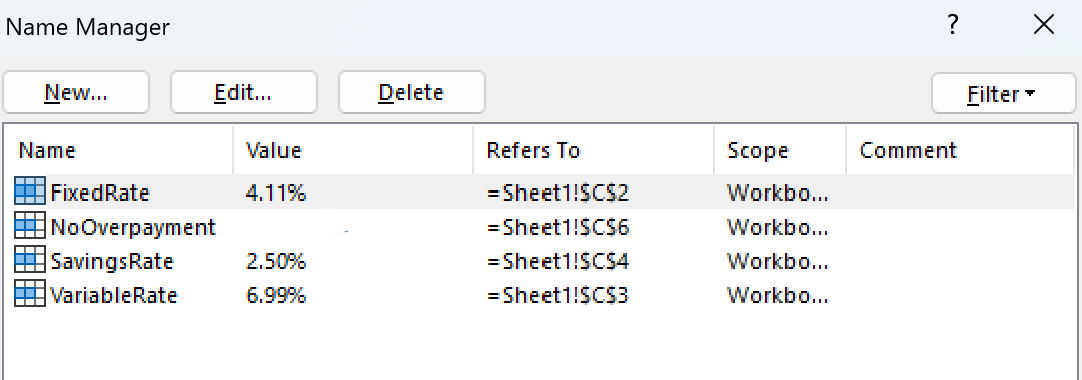 Name Manager ? ×
New... Edit... Delete Filter
Name Value Refers To Scope Comment
FixedRate 4.11% =Sheet1!$C$2 Workbo...
NoOverpayment =Sheet1!$C$6 Workbo...
SavingsRate 2.50% =Sheet1!$C$4 Workbo...
VariableRate 6.99% =Sheet1!$C$3 Workbo...